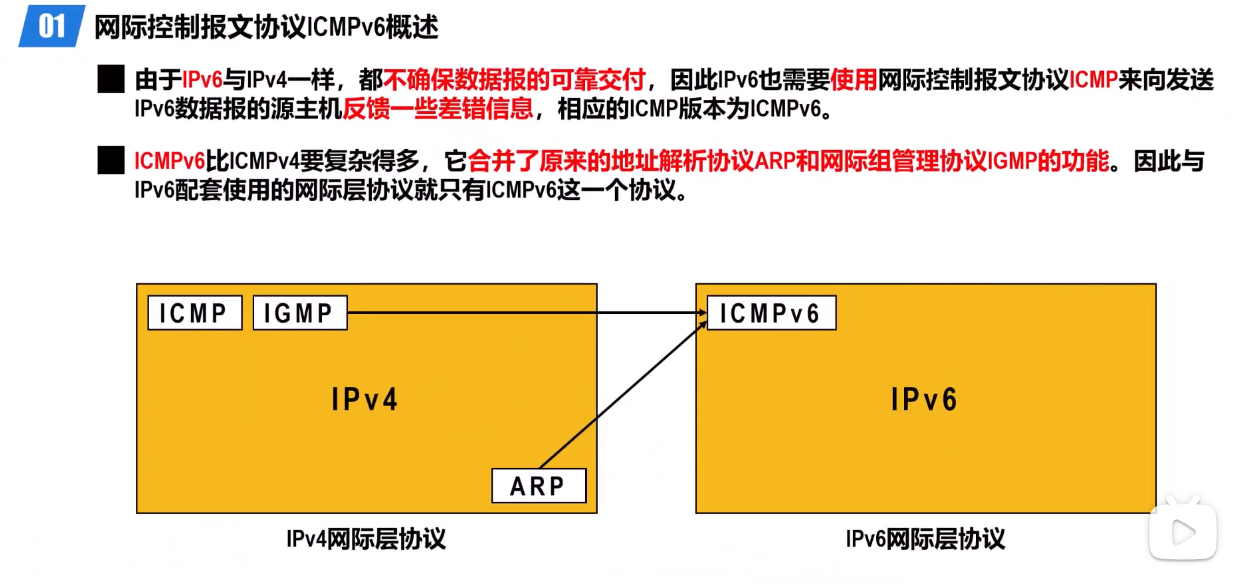 01 网际控制报文协议ICMPv6概述
由于IPv6与IPv4一样，都不确保数据报的可靠交付，因此IPv6也需要使用网际控制报文协议ICMP来向发送
IPv6数据报的源主机反馈一些差错信息，相应的ICMP版本为ICMPv6。
ICMPv6比ICMPv4要复杂得多，它合并了原来的地址解析协议ARP和网际组管理协议IGMP的功能。因此与
IPv6配套使用的网际层协议就只有ICMPv6这一个协议。
ICMP IGMP ICMPv6
IPv4 IPv6
ARP
IPv4网际层协议 IPv6网际层协议